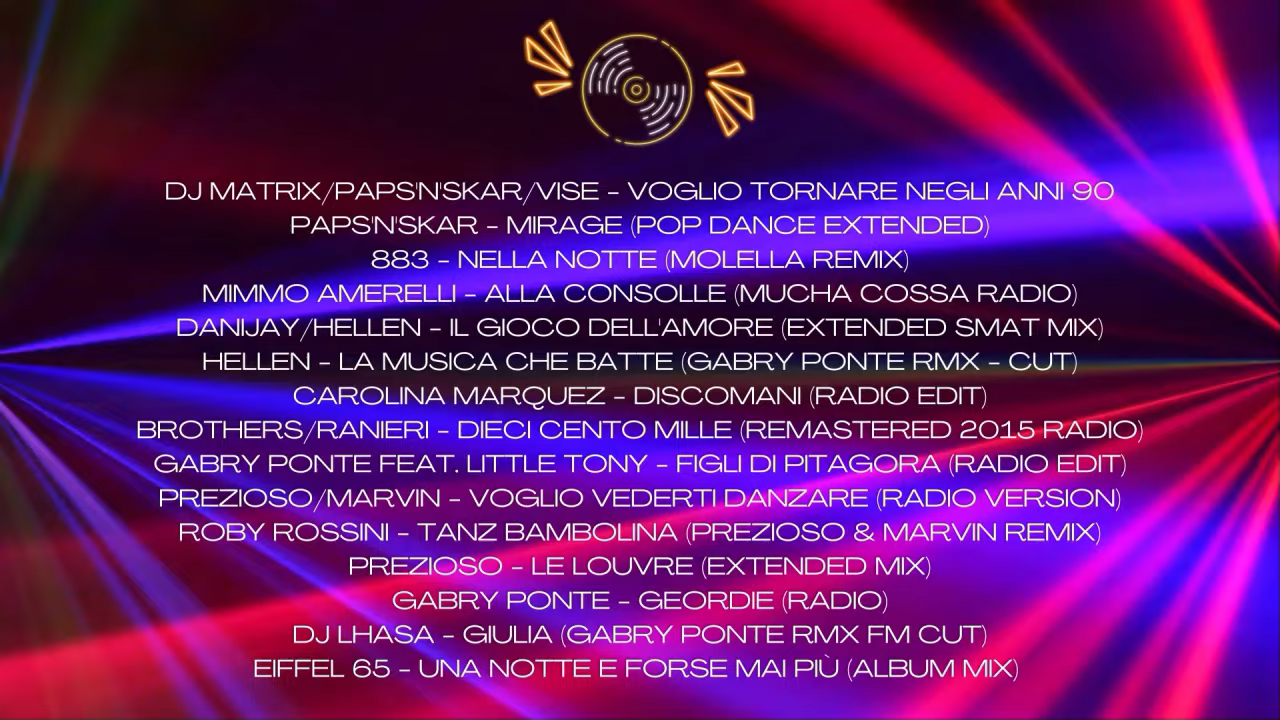 DJ MATRIX/PAPS'N'SKAR/VISE - VOGLIO TORNARE NEGLI ANNI 90
PAPS'N'SKAR - MIRAGE (POP DANCE EXTENDED)
883 - NELLA NOTTE (MOLELLA REMIX)
MIMMO AMERELLI - ALLA CONSOLLE (MUCHA COSSA RADIO)
DANIJAY/HELLEN - IL GIOCO DELL'AMORE (EXTENDED SMAT MIX)
HELLEN - LA MUSICA CHE BATTE (GABRY PONTE RMX - CUT)
CAROLINA MARQUEZ - DISCOMANI (RADIO EDIT)
BROTHERS/RANIERI - DIECI CENTO MILLE (REMASTERED 2015 RADIO)
GABRY PONTE FEAT. LITTLE TONY - FIGLI DI PITAGORA (RADIO EDIT)
PREZIOSO/MARVIN - VOGLIO VEDERTI DANZARE (RADIO VERSION)
ROBY ROSSINI - TANZ BAMBOLINA (PREZIOSO & MARVIN REMIX)
PREZIOSO - LE LOUVRE (EXTENDED MIX)
GABRY PONTE - GEORDIE (RADIO)
DJ LHASA - GIULIA (GABRY PONTE RMX FM CUT)
EIFFEL 65 - UNA NOTTE E FORSE MAI PIÙ (ALBUM MIX)